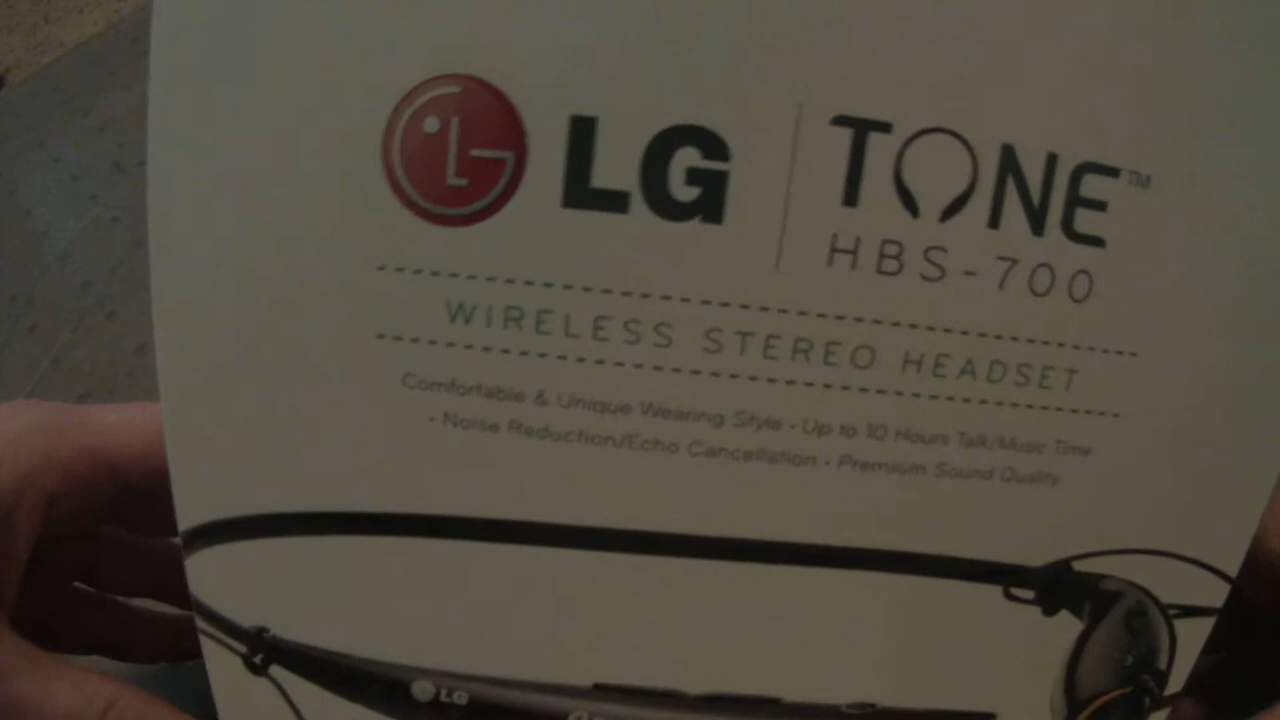 LG TONE™
HBS-700
WIRELESS STEREO HEADSET
Comfortable & Unique Wearing Style • Up to 10 Hours Talk/Music Time
• Noise Reduction/Echo Cancellation • Premium Sound Quality
LG